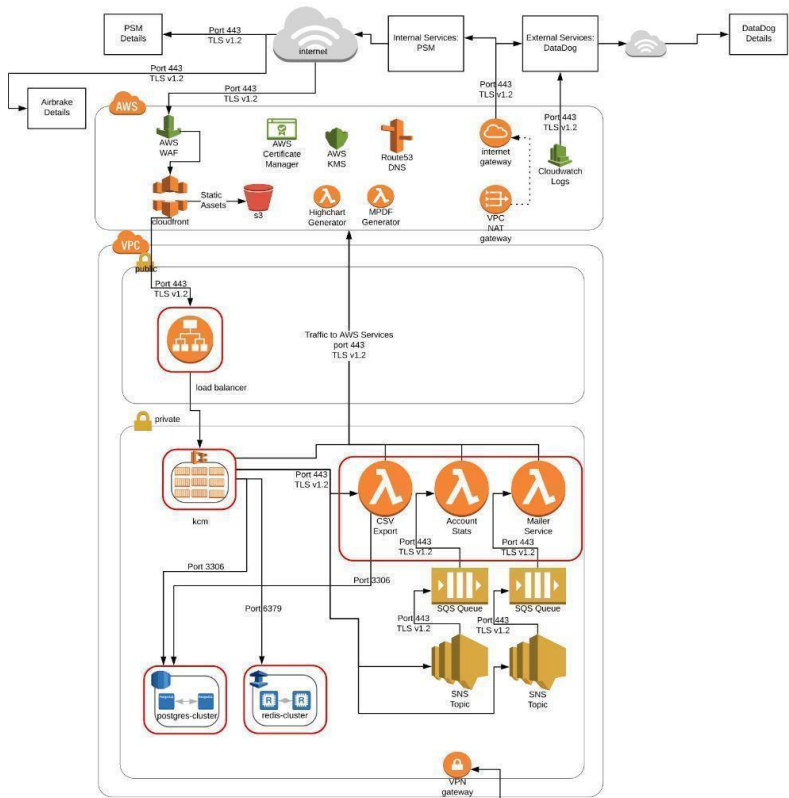 PSM
Details
Port 443
TLS v1.2
internet
Internal Services:
PSM
External Services:
DataDog
DataDog
Details
Port 443
TLS v1.2
Airbrake
Details
Port 443
TLS v1.2
Port 443
TLS v1.2
Port 443
TLS v1.2
AWS
AWS
WAF
AWS
Certificate
Manager
AWS
KMS
Route53
DNS
internet
gateway
Cloudwatch
Logs
Static
Assets
cloudfront
s3
Highchart
Generator
MPDF
Generator
VPC
NAT
gateway
VPC
public
Port 443
TLS v1.2
Traffic to AWS Services
port 443
TLS v1.2
load balancer
private
Port 443
TLS v1.2
kcm
CSV
Export
Account
Stats
Mailer
Service
Port 443
TLS v1.2
Port 443
TLS v1.2
Port 3306
Port 3306
SQS Queue
SQS Queue
Port 6379
Port 443
TLS v1.2
Port 443
TLS v1.2
postgres-cluster
R
R
redis-cluster
SNS
Topic
SNS
Topic
VPN
gateway